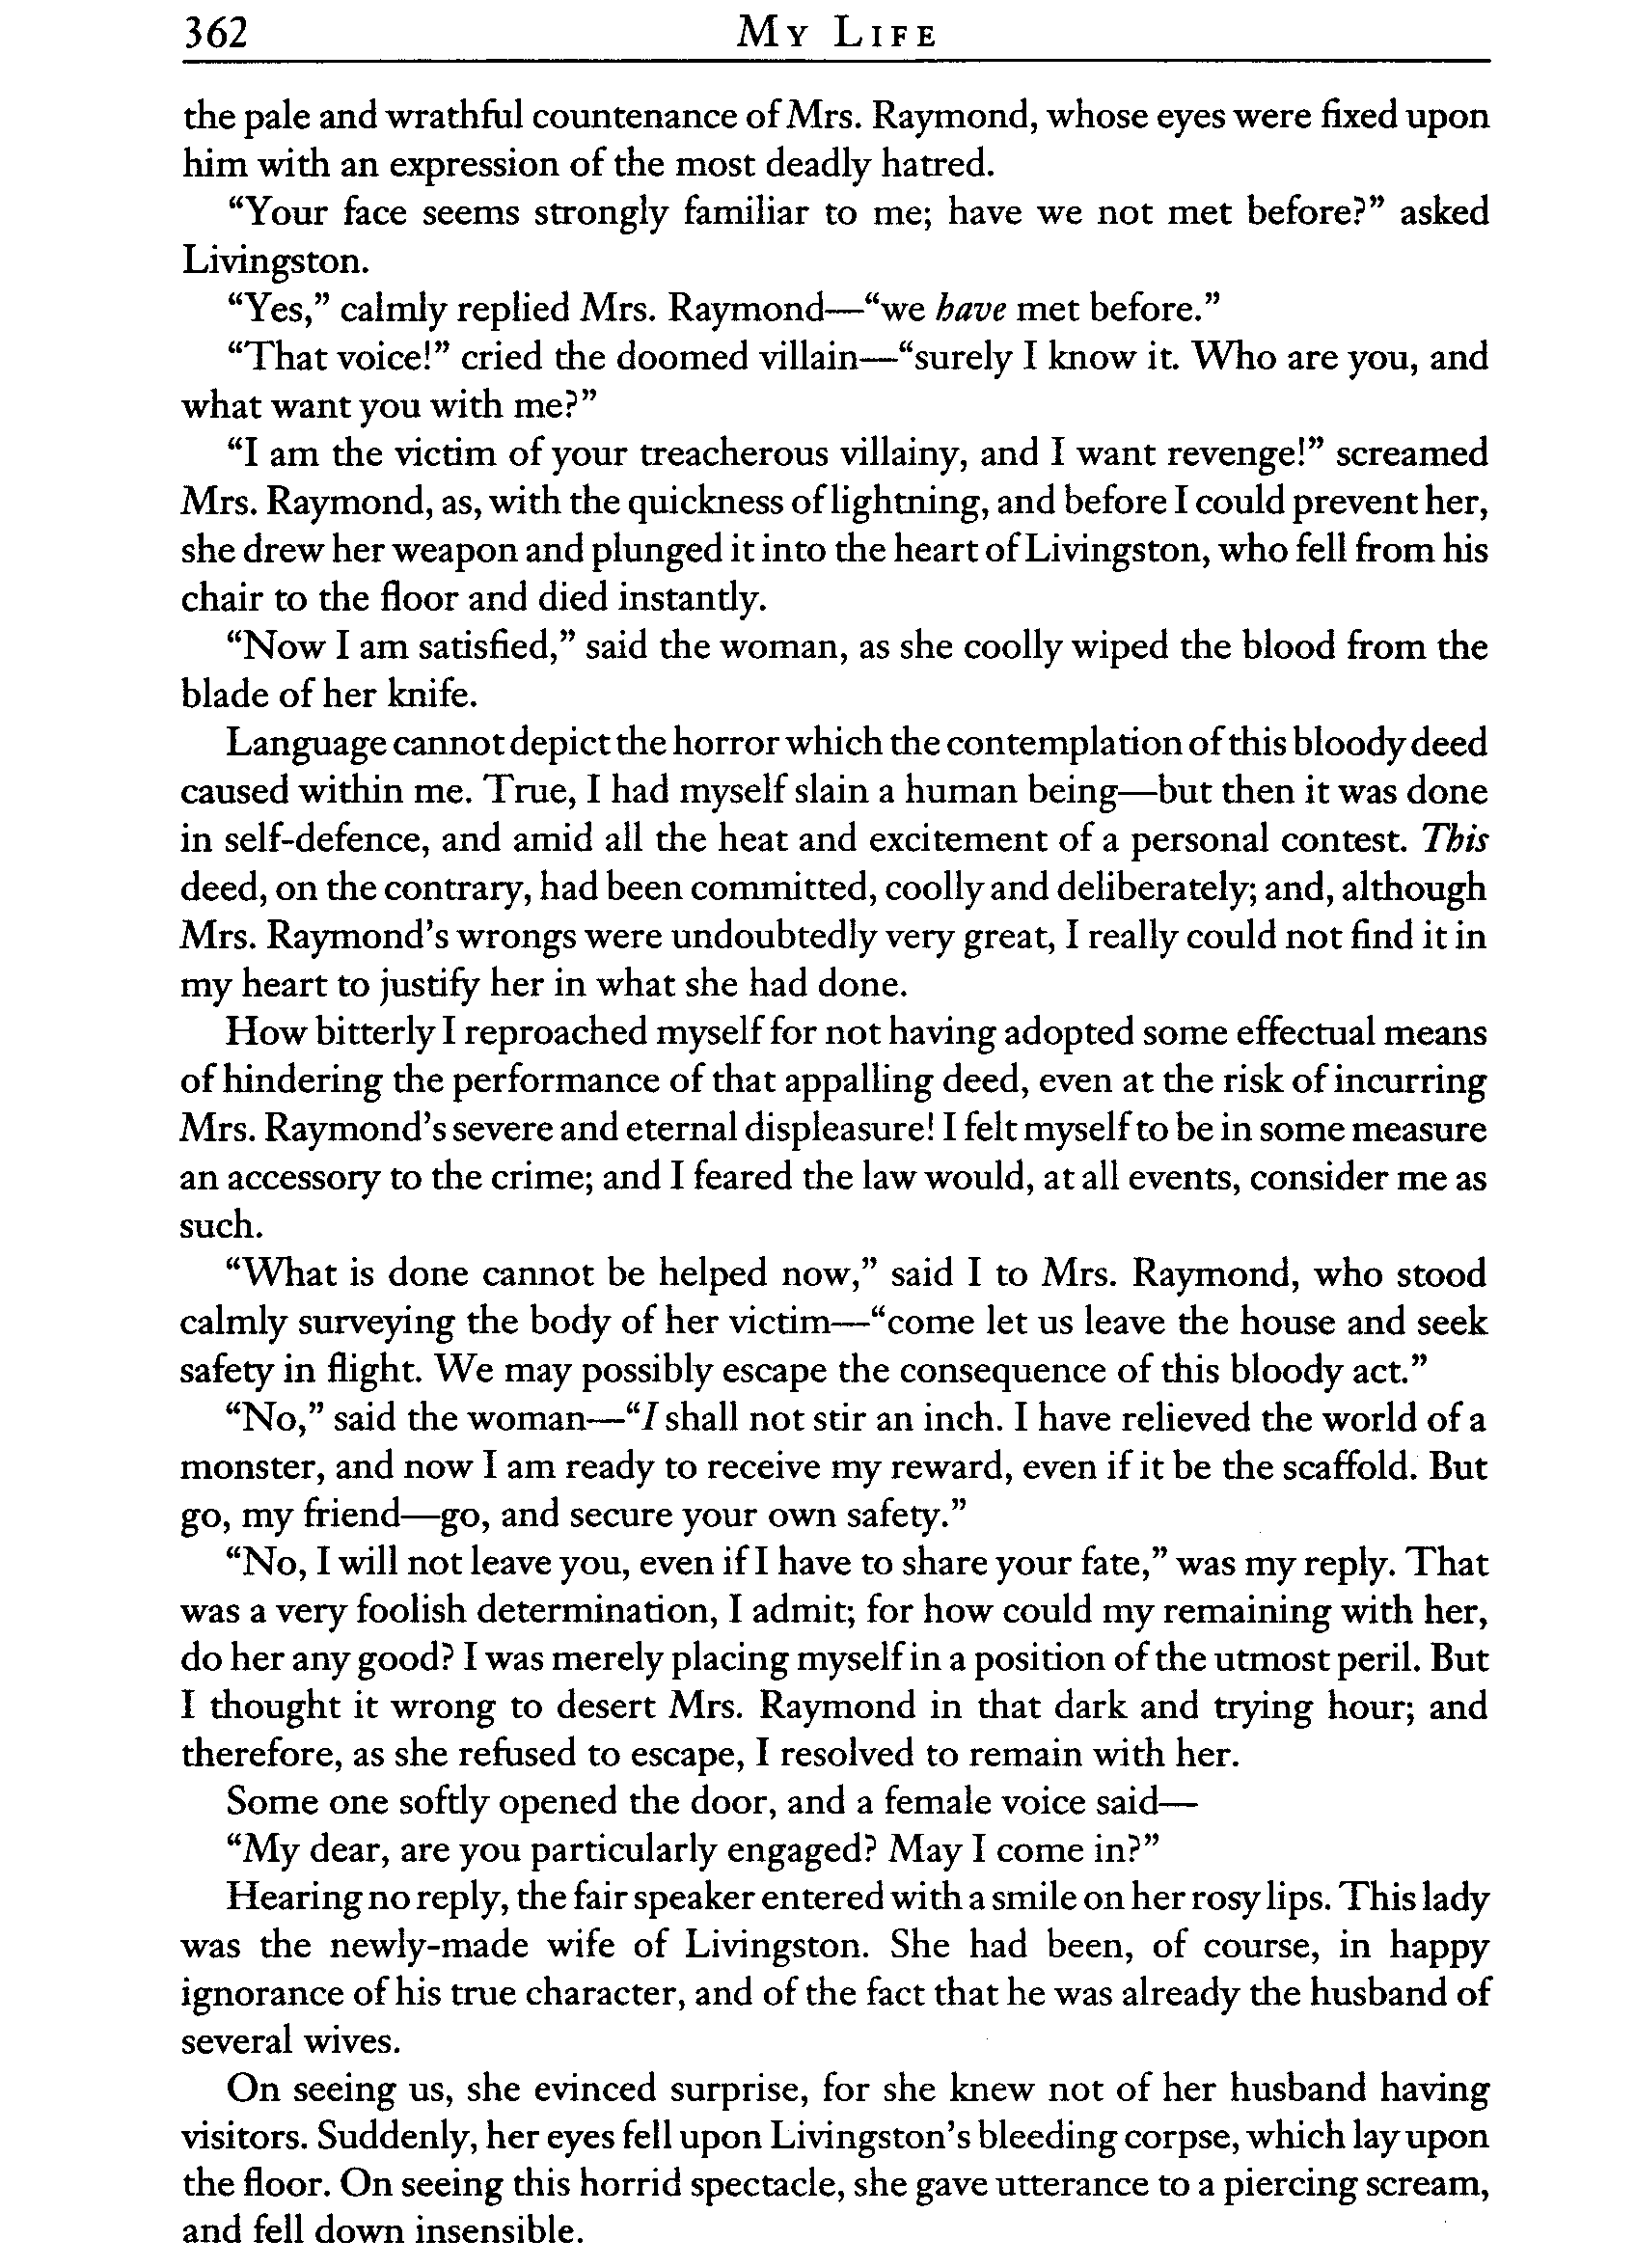 362 My Life
the pale and wrathful countenance of Mrs. Raymond, whose eyes were fixed upon
him with an expression of the most deadly hatred.
“Your face seems strongly familiar to me; have we not met before?” asked
Livingston.
“Yes,” calmly replied Mrs. Raymond—“we have met before.”
“That voice!” cried the doomed villain—“surely I know it. Who are you, and
what want you with me?”
“I am the victim of your treacherous villainy, and I want revenge!” screamed
Mrs. Raymond, as, with the quickness of lightning, and before I could prevent her,
she drew her weapon and plunged it into the heart of Livingston, who fell from his
chair to the floor and died instantly.
“Now I am satisfied,” said the woman, as she coolly wiped the blood from the
blade of her knife.
Language cannot depict the horror which the contemplation of this bloody deed
caused within me. True, I had myself slain a human being—but then it was done
in self-defence, and amid all the heat and excitement of a personal contest. This
deed, on the contrary, had been committed, coolly and deliberately; and, although
Mrs. Raymond’s wrongs were undoubtedly very great, I really could not find it in
my heart to justify her in what she had done.
How bitterly I reproached myself for not having adopted some effectual means
of hindering the performance of that appalling deed, even at the risk of incurring
Mrs. Raymond’s severe and eternal displeasure! I felt myself to be in some measure
an accessory to the crime; and I feared the law would, at all events, consider me as
such.
“What is done cannot be helped now,” said I to Mrs. Raymond, who stood
calmly surveying the body of her victim—“come let us leave the house and seek
safety in flight. We may possibly escape the consequence of this bloody act.”
“No,” said the woman—“I shall not stir an inch. I have relieved the world of a
monster, and now I am ready to receive my reward, even if it be the scaffold. But
go, my friend—go, and secure your own safety.”
“No, I will not leave you, even if I have to share your fate,” was my reply. That
was a very foolish determination, I admit; for how could my remaining with her,
do her any good? I was merely placing myself in a position of the utmost peril. But
I thought it wrong to desert Mrs. Raymond in that dark and trying hour; and
therefore, as she refused to escape, I resolved to remain with her.
Some one softly opened the door, and a female voice said—
“My dear, are you particularly engaged? May I come in?”
Hearing no reply, the fair speaker entered with a smile on her rosy lips. This lady
was the newly-made wife of Livingston. She had been, of course, in happy
ignorance of his true character, and of the fact that he was already the husband of
several wives.
On seeing us, she evinced surprise, for she knew not of her husband having
visitors. Suddenly, her eyes fell upon Livingston’s bleeding corpse, which lay upon
the floor. On seeing this horrid spectacle, she gave utterance to a piercing scream,
and fell down insensible.